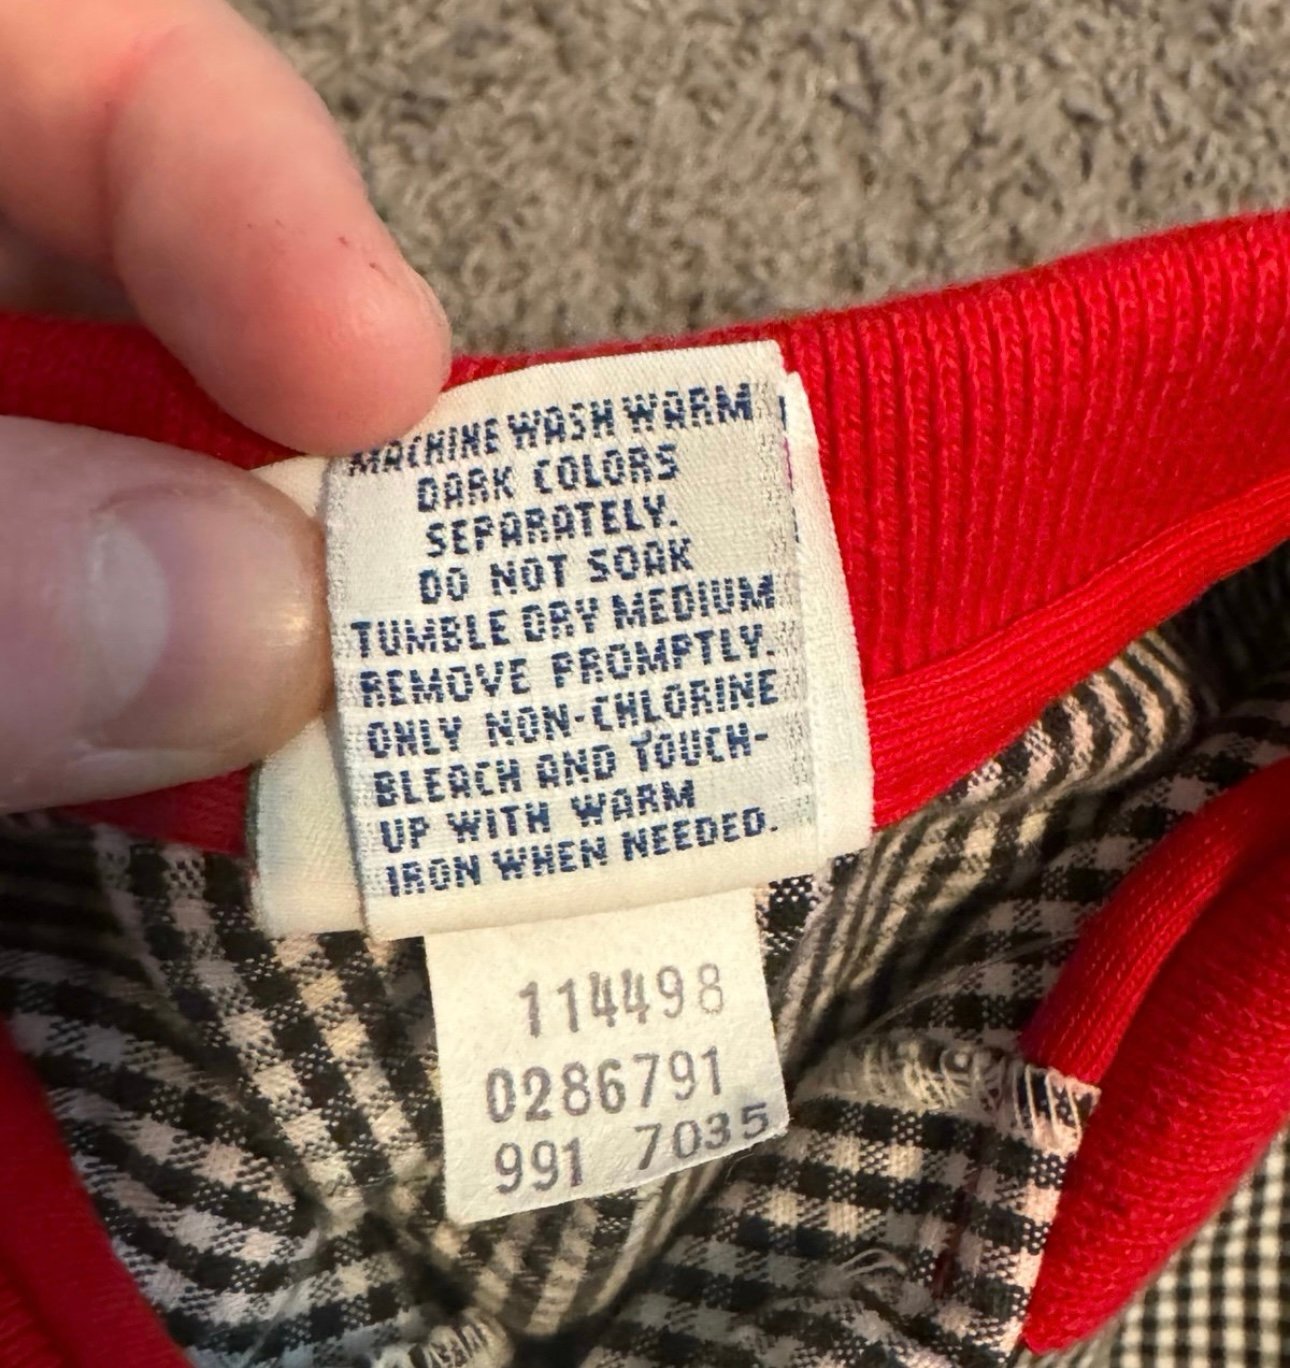 MACHINE WASH WARM
DARK COLORS
SEPARATELY.
DO NOT SOAK
TUMBLE DRY MEDIUM
REMOVE PROMPTLY.
ONLY NON-CHLORINE
BLEACH AND TOUCH-
UP WITH WARM
IRON WHEN NEEDED.
114498
0286791
991 7035